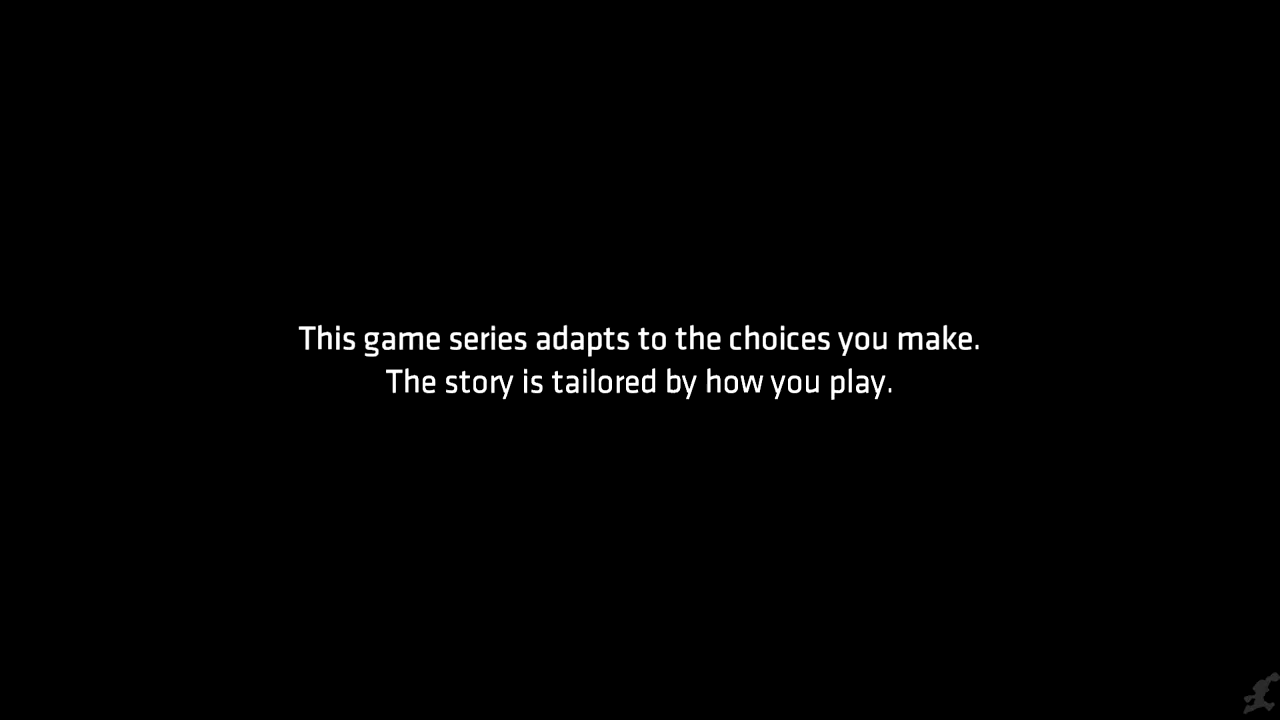 This game series adapts to the choices you make.
The story is tailored by how you play.